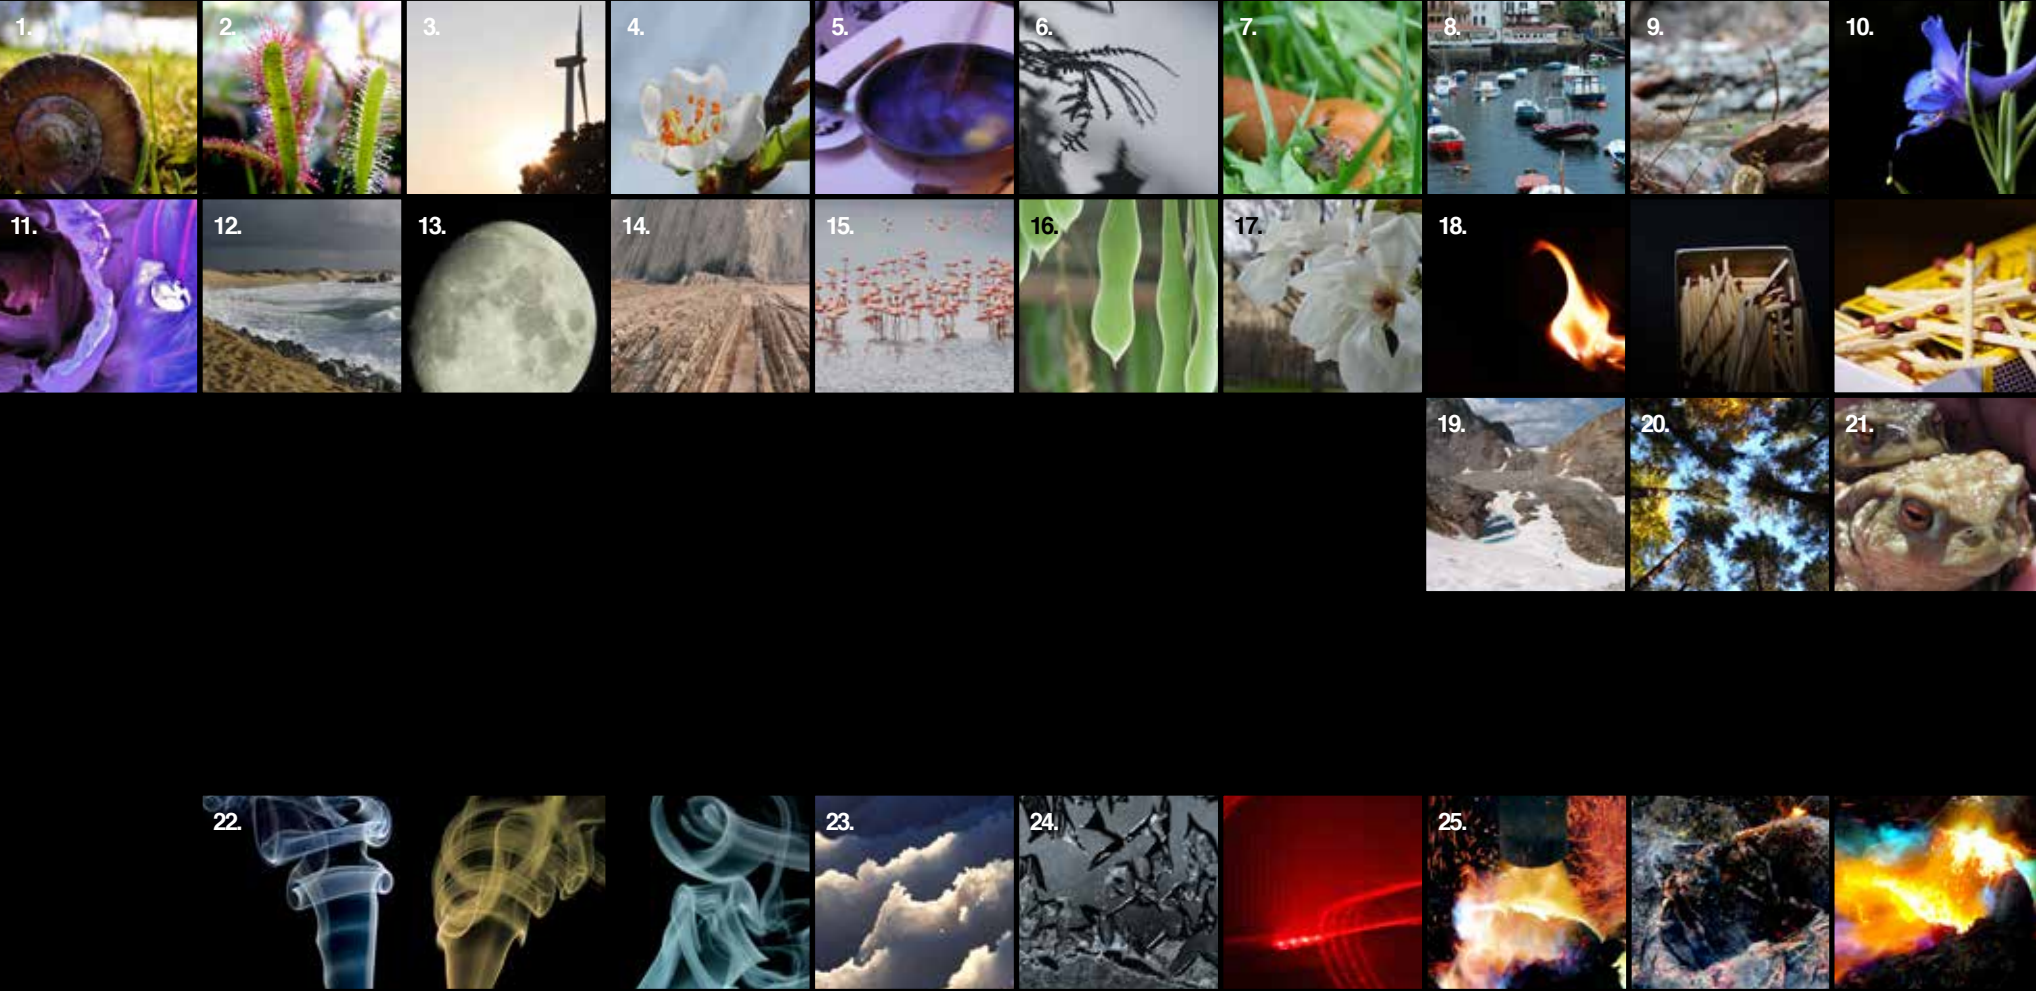 1. 2. 3. 4. 5. 6. 7. 8. 9. 10.
11. 12. 13. 14. 15. 16. 17. 18.
19. 20. 21.
22. 23. 24. 25.